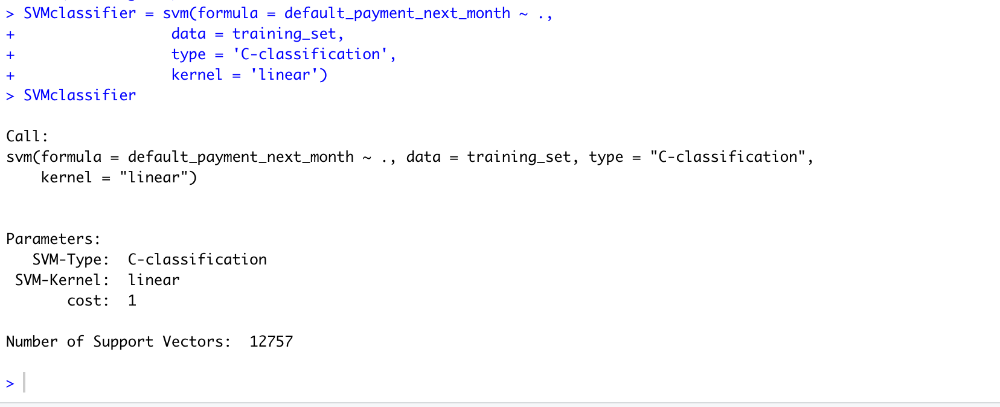 > SVMclassifier = svm(formula = default_payment_next_month ~ .,
+                  data = training_set,
+                  type = 'C-classification',
+                  kernel = 'linear')
> SVMclassifier
Call:
svm(formula = default_payment_next_month ~ ., data = training_set, type = "C-classification",
    kernel = "linear")
Parameters:
   SVM-Type:  C-classification
 SVM-Kernel:  linear
       cost:  1
Number of Support Vectors:  12757
>